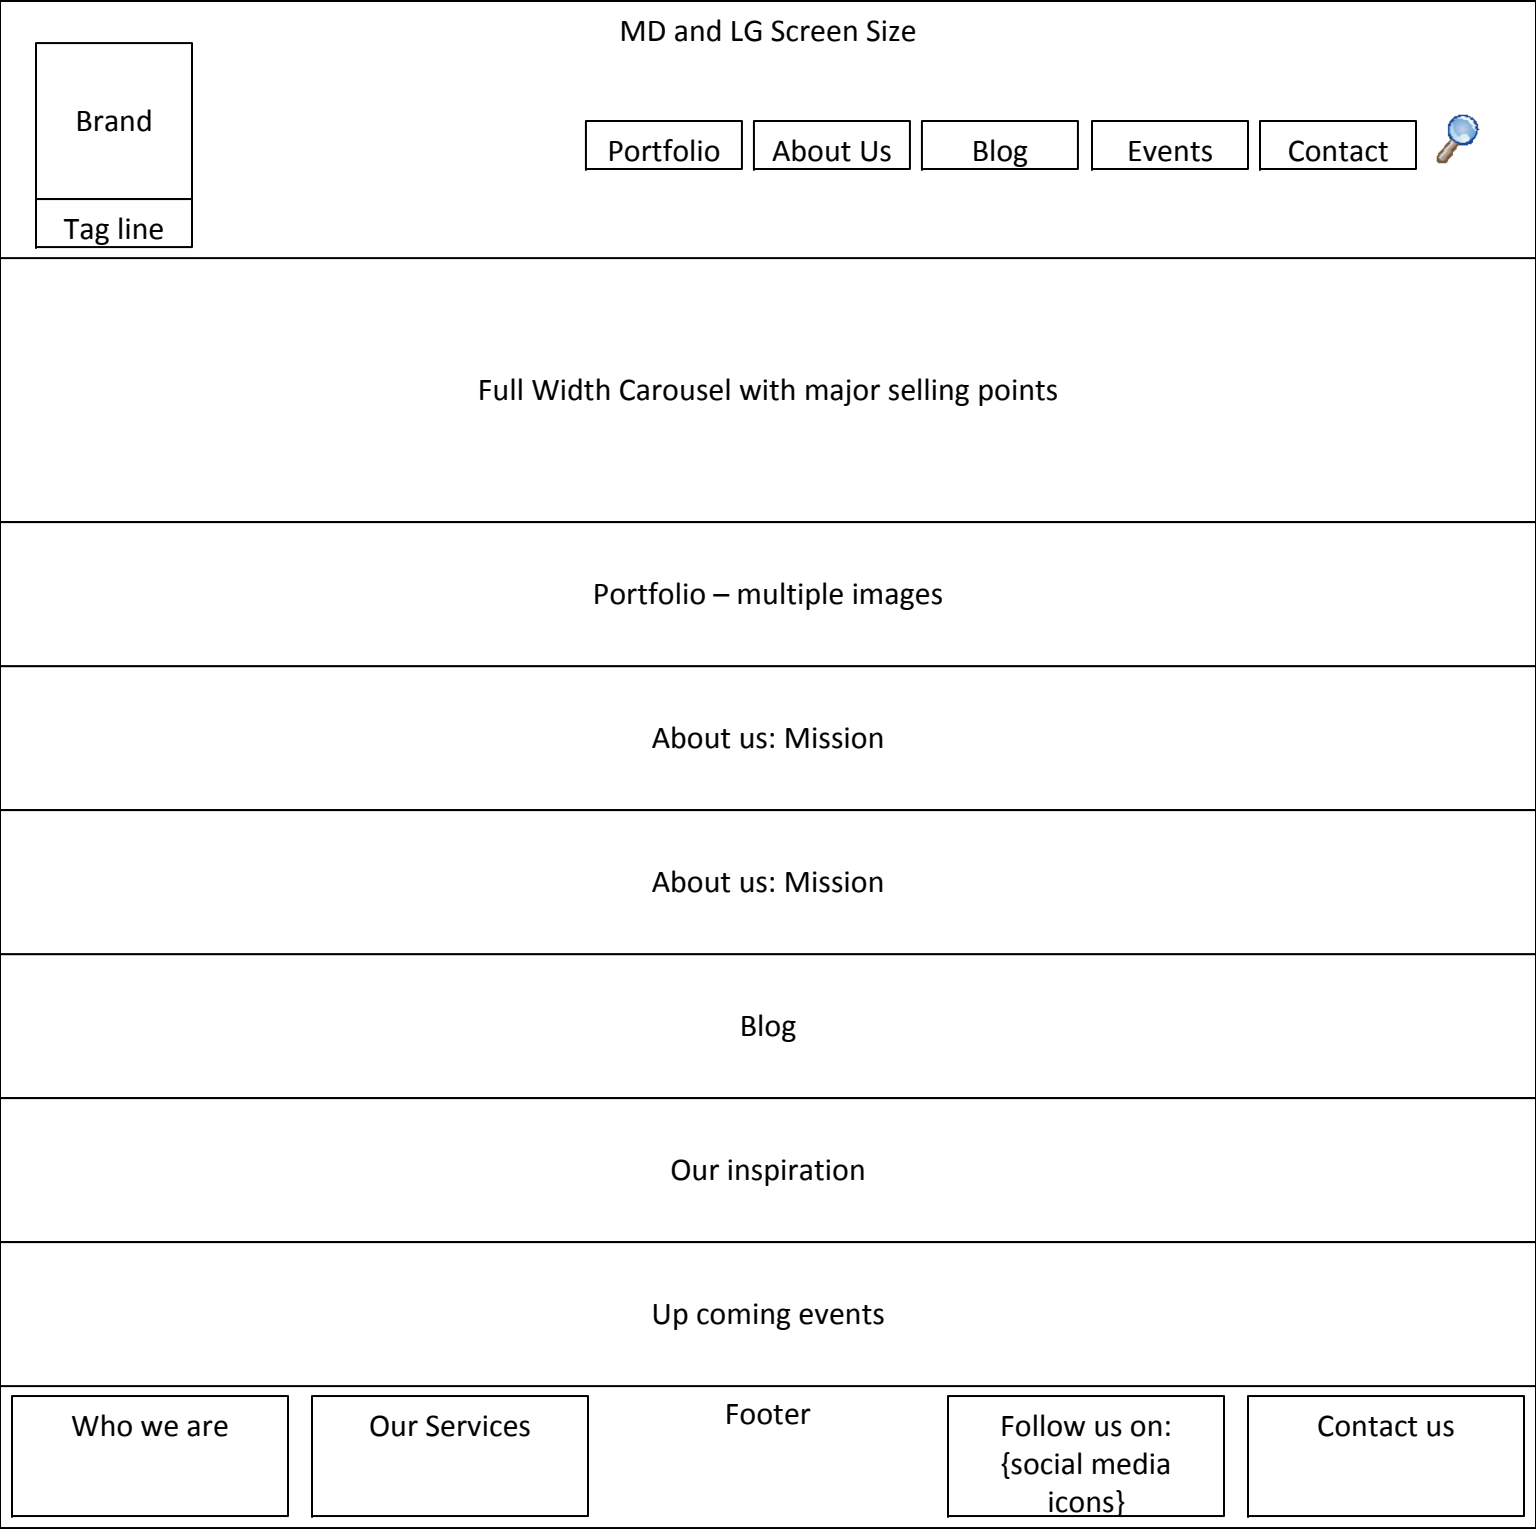 MD and LG Screen Size
Brand
Tag line
Portfolio
About Us
Blog
Events
Contact
Full Width Carousel with major selling points
Portfolio – multiple images
About us: Mission
About us: Mission
Blog
Our inspiration
Up coming events
Who we are
Our Services
Footer
Follow us on:
{social media
icons}
Contact us